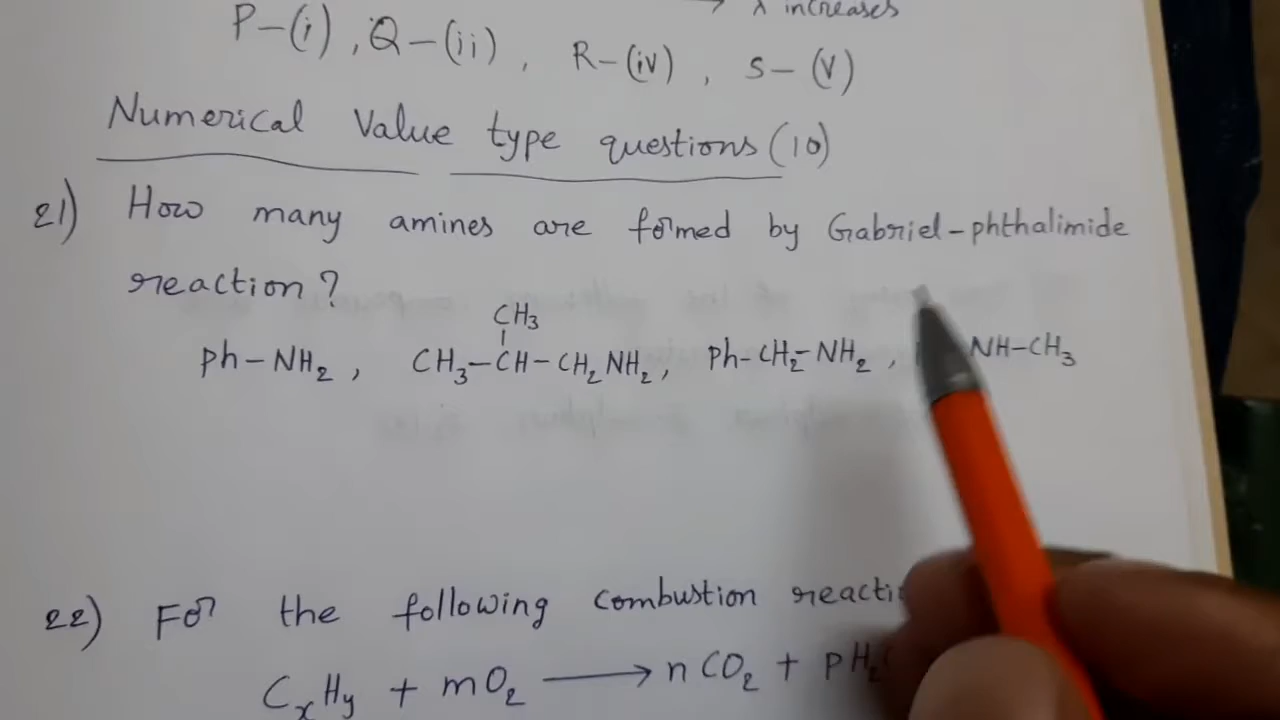 → λ increases
P-(i), Q-(ii), R-(iv), S-(V)
Numerical Value type questions (10)
21) How many amines are formed by Gabriel-phthalimide
reaction?
CH3
Ph-NH2, CH3-CH-CH2NH2, Ph-CH2-NH2, NH-CH3
22) For the following combustion
CxHy + mO2 ⟶ nCO2 + pH2